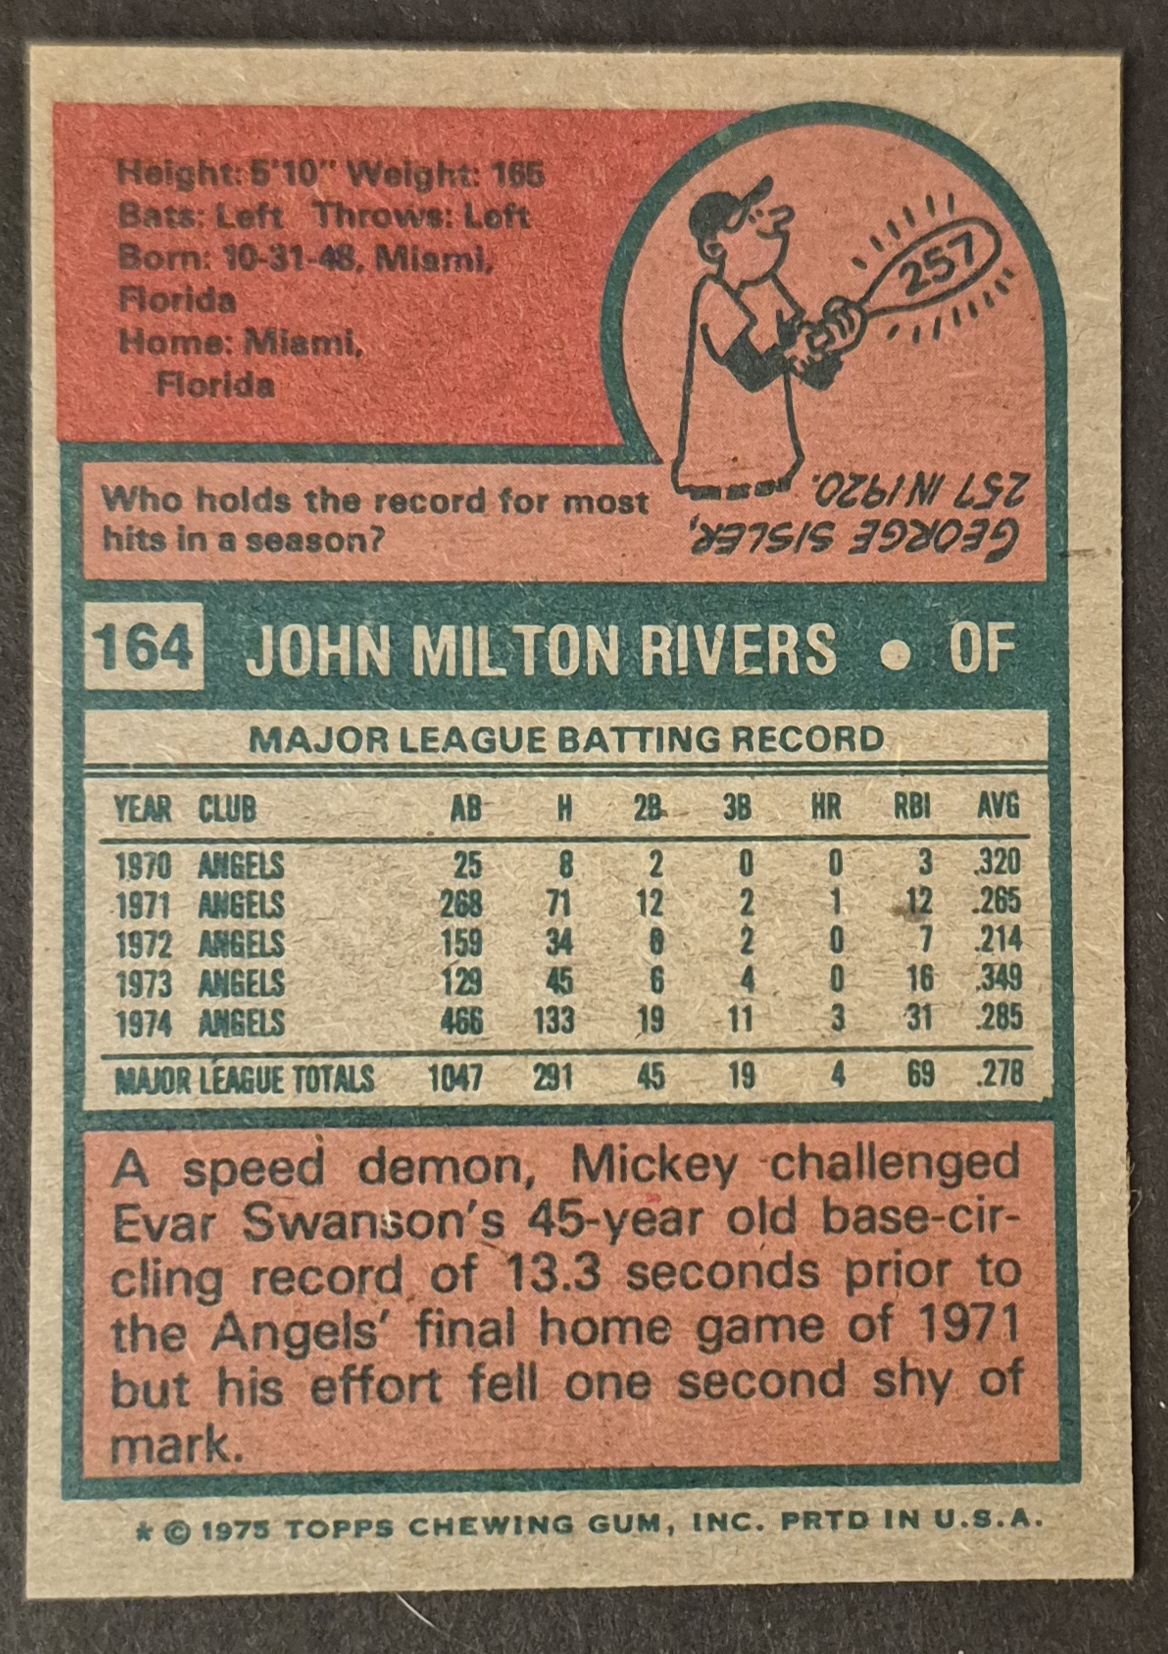 Height: 5'10" Weight: 165
Bats: Left Throws: Left
Born: 10-31-48, Miami,
Florida
Home: Miami,
Florida
257
Who holds the record for most
hits in a season?
GEORGE SISLER,
257 IN 1920.
164 JOHN MILTON RIVERS • OF
MAJOR LEAGUE BATTING RECORD
YEAR CLUB AB H 2B 3B HR RBI AVG
1970 ANGELS 25 8 2 0 0 3 .320
1971 ANGELS 268 71 12 2 1 12 .265
1972 ANGELS 159 34 6 2 0 7 .214
1973 ANGELS 129 45 6 4 0 16 .349
1974 ANGELS 466 133 19 11 3 31 .285
MAJOR LEAGUE TOTALS 1047 291 45 19 4 69 .278
A speed demon, Mickey challenged
Evar Swanson's 45-year old base-cir-
cling record of 13.3 seconds prior to
the Angels' final home game of 1971
but his effort fell one second shy of
mark.
* © 1975 TOPPS CHEWING GUM, INC. PRTD IN U.S.A.